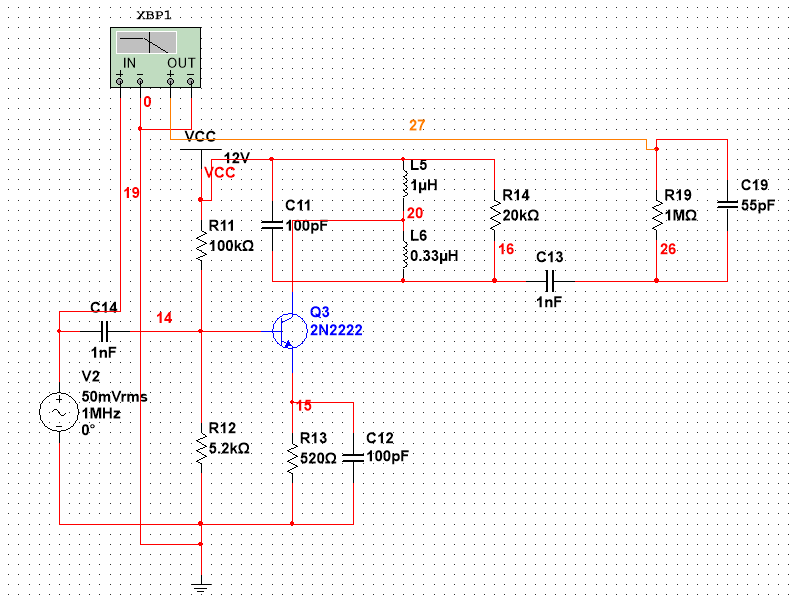 XBP1
IN OUT
+ − + −
0
27
VCC
12V
VCC
19
L5
1µH
C11
100pF
20
R14
20kΩ
R19
1MΩ
C19
55pF
R11
100kΩ
L6
0.33µH
16
26
C13
1nF
C14
1nF
14
Q3
2N2222
V2
50mVrms
1MHz
0°
15
R12
5.2kΩ
R13
520Ω
C12
100pF